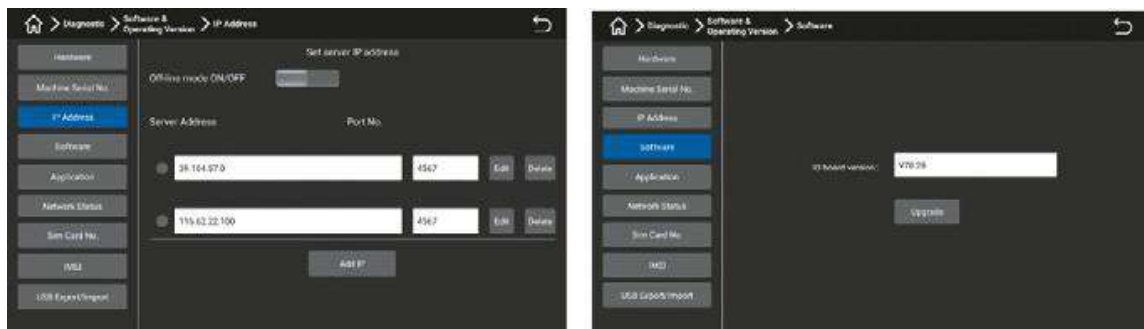 Diagnostic
Software &
Operating Version
IP Address
Set server IP address
Hardware
Off-line mode ON/OFF
Machine Serial No.
IP Address
Server Address
Port No.
Software
39.104.57.0
4567
Edit
Delete
Application
Network Status
116.62.22.100
4567
Edit
Delete
Sim Card No.
IMEI
Add IP
USB Export/Import
Diagnostic
Software &
Operating Version
Software
Hardware
Machine Serial No.
IP Address
Software
IO board version:
V78.26
Application
Network Status
Upgrade
Sim Card No.
IMEI
USB Export/Import